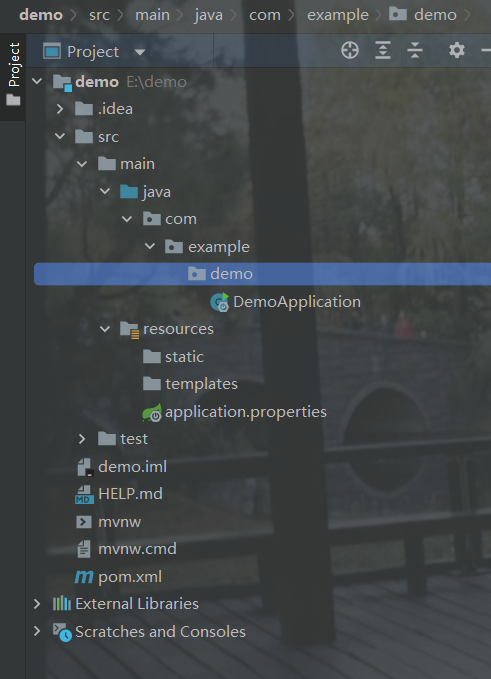 demo > src > main > java > com > example > demo >
Project
Project
demo E:\demo
.idea
src
main
java
com
example
demo
DemoApplication
resources
static
templates
application.properties
test
demo.iml
MD HELP.md
mvnw
mvnw.cmd
m pom.xml
External Libraries
Scratches and Consoles